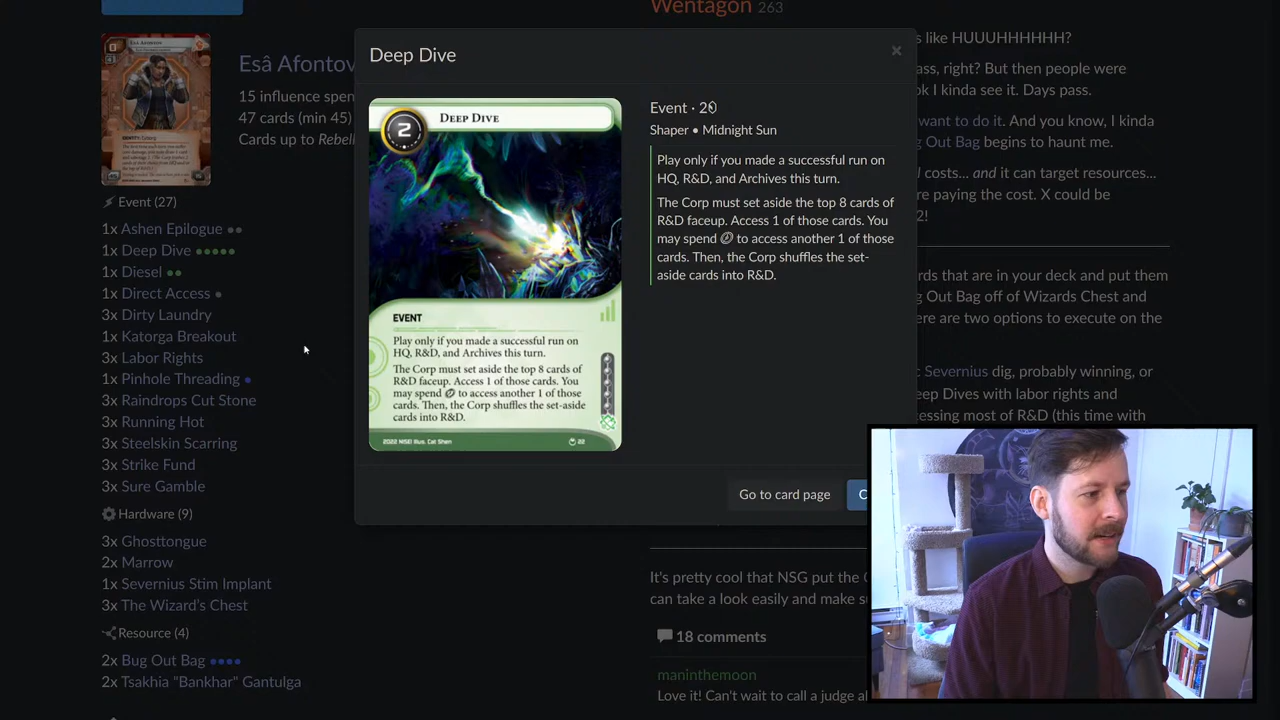 Wentagon 263
Esâ Afontov
15 influence spen
47 cards (min 45)
Cards up to Rebell
Event (27)
1x Ashen Epilogue
1x Deep Dive
1x Diesel
1x Direct Access
3x Dirty Laundry
1x Katorga Breakout
3x Labor Rights
1x Pinhole Threading
3x Raindrops Cut Stone
3x Running Hot
3x Steelskin Scarring
3x Strike Fund
3x Sure Gamble
Hardware (9)
3x Ghosttongue
2x Marrow
1x Severnius Stim Implant
3x The Wizard's Chest
Resource (4)
2x Bug Out Bag
2x Tsakhia "Bankhar" Gantulga
Deep Dive
×
2
DEEP DIVE
EVENT
Play only if you made a successful run on
HQ, R&D, and Archives this turn.
The Corp must set aside the top 8 cards of
R&D faceup. Access 1 of those cards. You
may spend to access another 1 of those
cards. Then, the Corp shuffles the set-aside
cards into R&D.
2022 NISEI Illus. Cat Shen
22
Event · 2
Shaper • Midnight Sun
Play only if you made a successful run on
HQ, R&D, and Archives this turn.
The Corp must set aside the top 8 cards of
R&D faceup. Access 1 of those cards. You
may spend to access another 1 of those
cards. Then, the Corp shuffles the set-
aside cards into R&D.
Go to card page
C
s like HUUUHHHHHH?
ass, right? But then people were
ok I kinda see it. Days pass.
want to do it. And you know, I kinda
g Out Bag begins to haunt me.
l costs... and it can target resources...
re paying the cost. X could be
2!
rds that are in your deck and put them
g Out Bag off of Wizards Chest and
ere are two options to execute on the
c Severnius dig, probably winning, or
Deep Dives with labor rights and
cessing most of R&D (this time with
It's pretty cool that NSG put the
can take a look easily and make su
18 comments
maninthemoon
Love it! Can't wait to call a judge a